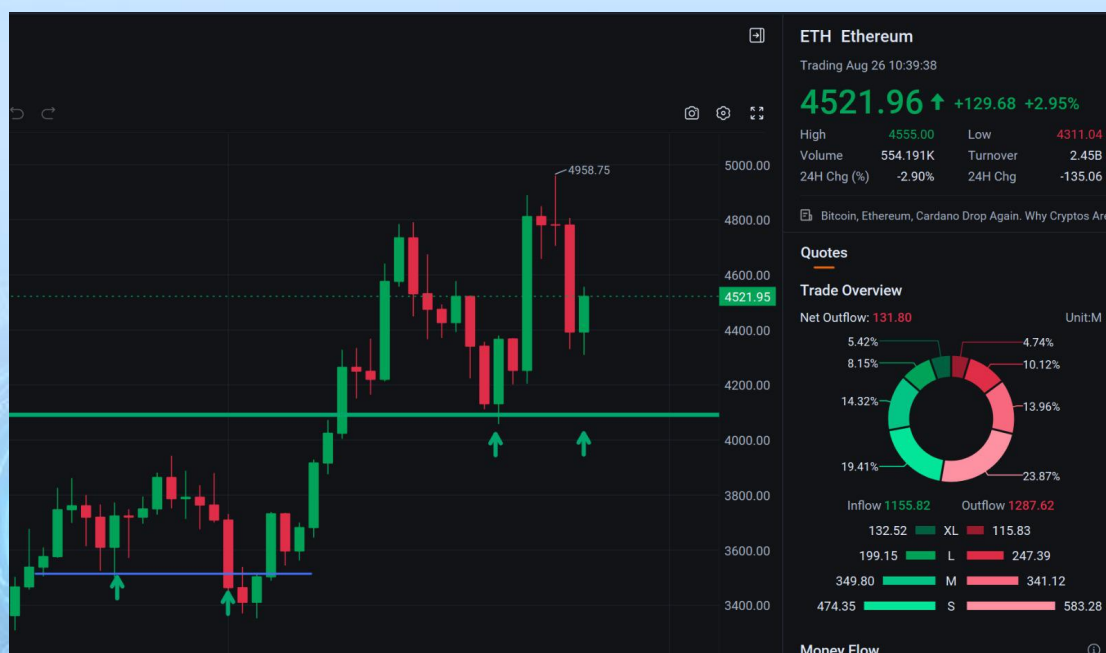 ETH Ethereum
Trading Aug 26 10:39:38
4521.96 +129.68 +2.95%
High 4555.00 Low 4311.04
Volume 554.191K Turnover 2.45B
24H Chg (%) -2.90% 24H Chg -135.06
Bitcoin, Ethereum, Cardano Drop Again. Why Cryptos Are
Quotes
Trade Overview
Net Outflow: 131.80 Unit:M
5.42% 4.74%
8.15% 10.12%
14.32% 13.96%
19.41% 23.87%
Inflow 1155.82 Outflow 1287.62
132.52 XL 115.83
199.15 L 247.39
349.80 M 341.12
474.35 S 583.28
Money Flow
4958.75
5000.00
4800.00
4600.00
4521.95
4400.00
4200.00
4000.00
3800.00
3600.00
3400.00